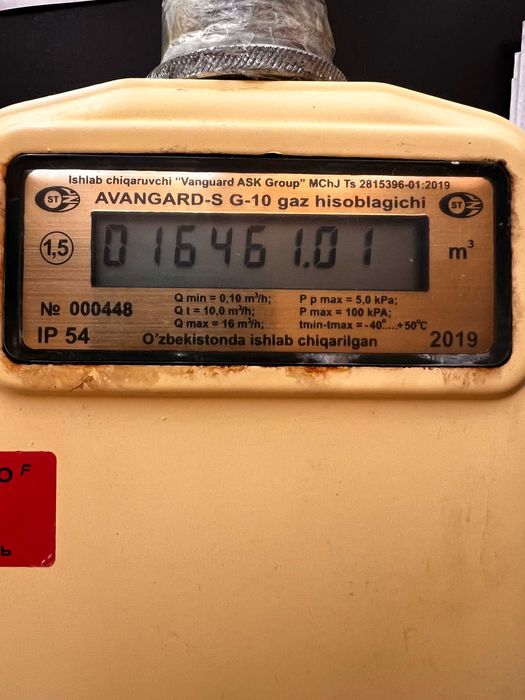 Ishlab chiqaruvchi "Vanguard ASK Group" MChJ Ts 2815396-01:2019
ST AVANGARD-S G-10 gaz hisoblagichi ST
1,5 016461.01 m³
№ 000448
Q min = 0,10 m³/h; P p max = 5,0 kPa;
Q t = 10,0 m³/h; P max = 100 kPA;
Q max = 16 m³/h; tmin-tmax = -40°....+50°C
IP 54 O'zbekistonda ishlab chiqarilgan 2019
O F
Ь